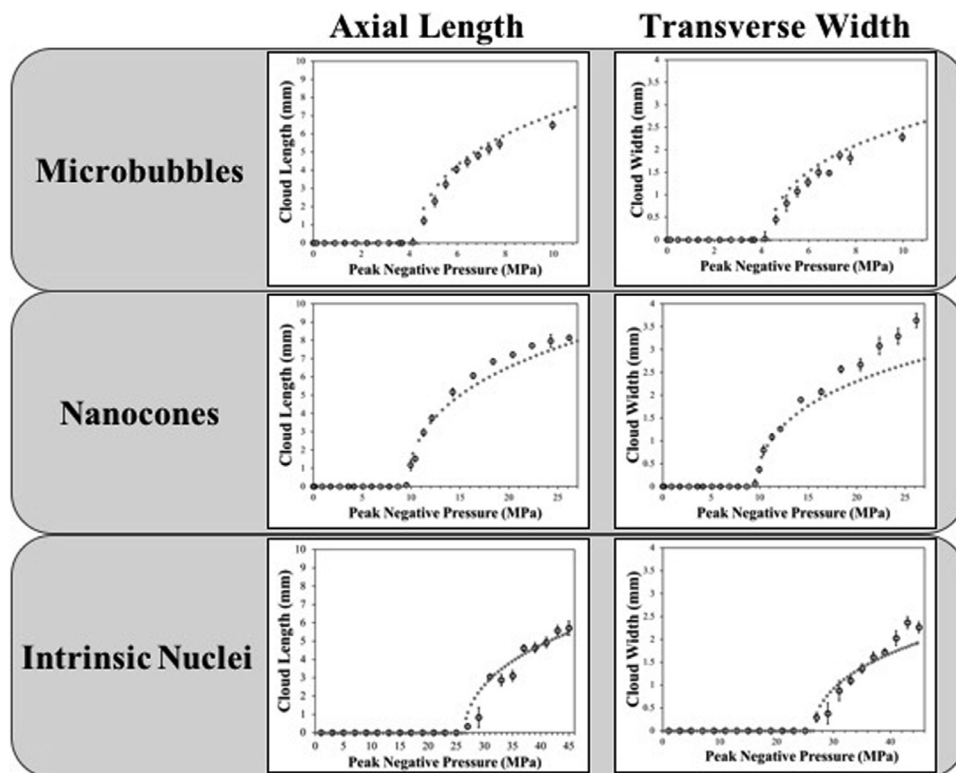 Axial Length Transverse Width
Microbubbles
Cloud Length (mm)
10
9
8
7
6
5
4
3
2
1
0
0 2 4 6 8 10
Peak Negative Pressure (MPa)
Cloud Width (mm)
4
3.5
3
2.5
2
1.5
1
0.5
0
0 2 4 6 8 10
Peak Negative Pressure (MPa)
Nanocones
Cloud Length (mm)
10
9
8
7
6
5
4
3
2
1
0
0 5 10 15 20 25
Peak Negative Pressure (MPa)
Cloud Width (mm)
4
3.5
3
2.5
2
1.5
1
0.5
0
0 5 10 15 20 25
Peak Negative Pressure (MPa)
Intrinsic Nuclei
Cloud Length (mm)
10
9
8
7
6
5
4
3
2
1
0
0 5 10 15 20 25 30 35 40 45
Peak Negative Pressure (MPa)
Cloud Width (mm)
4
3.5
3
2.5
2
1.5
1
0.5
0
0 10 20 30 40
Peak Negative Pressure (MPa)